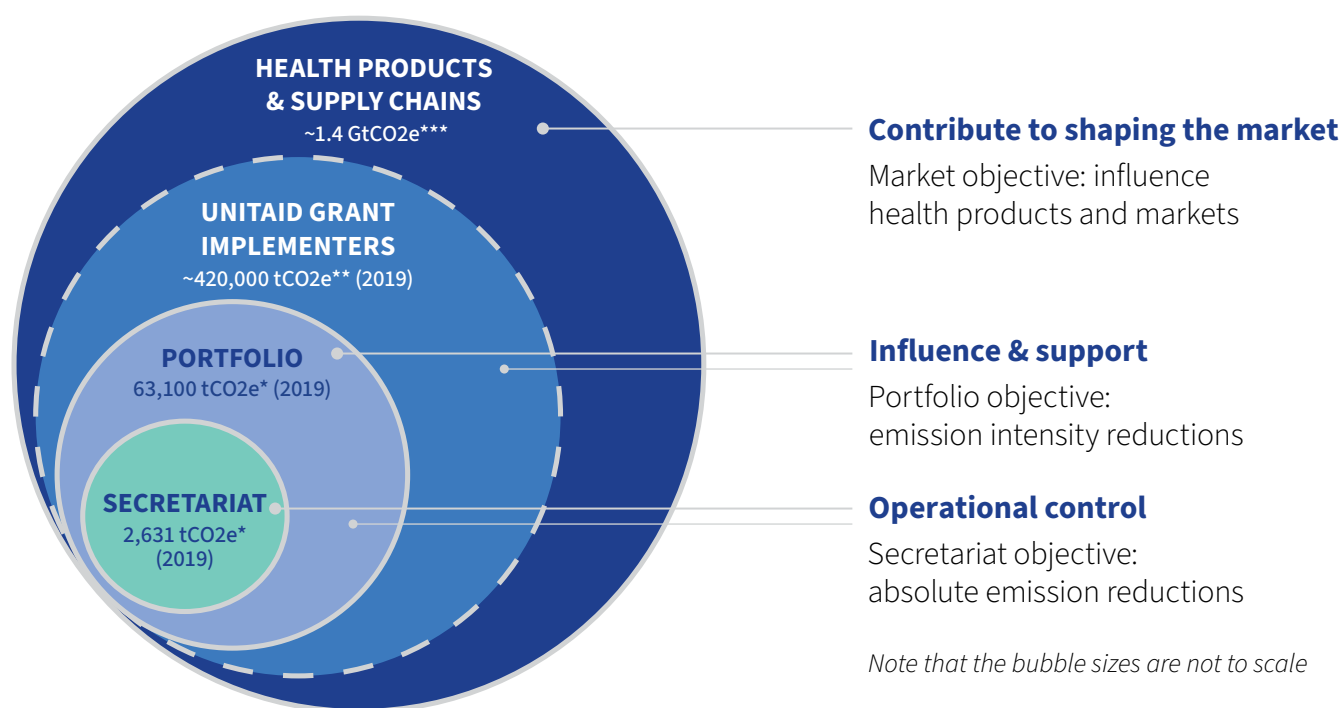 HEALTH PRODUCTS
& SUPPLY CHAINS
~1.4 GtCO2e***
UNITAID GRANT
IMPLEMENTERS
~420,000 tCO2e** (2019)
PORTFOLIO
63,100 tCO2e* (2019)
SECRETARIAT
2,631 tCO2e*
(2019)
Contribute to shaping the market
Market objective: influence
health products and markets
Influence & support
Portfolio objective:
emission intensity reductions
Operational control
Secretariat objective:
absolute emission reductions
Note that the bubble sizes are not to scale